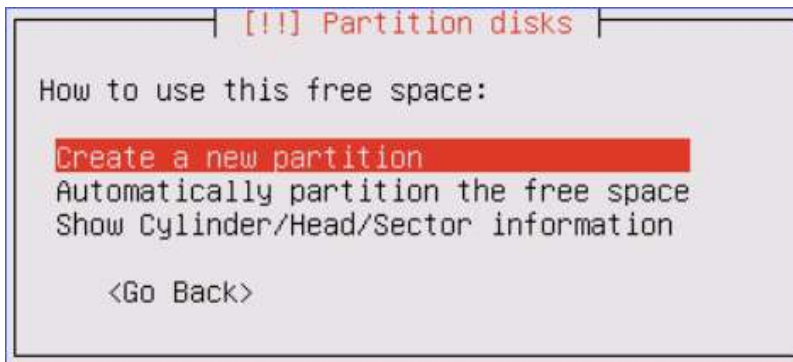 [!!] Partition disks
How to use this free space:
Create a new partition
Automatically partition the free space
Show Cylinder/Head/Sector information
<Go Back>